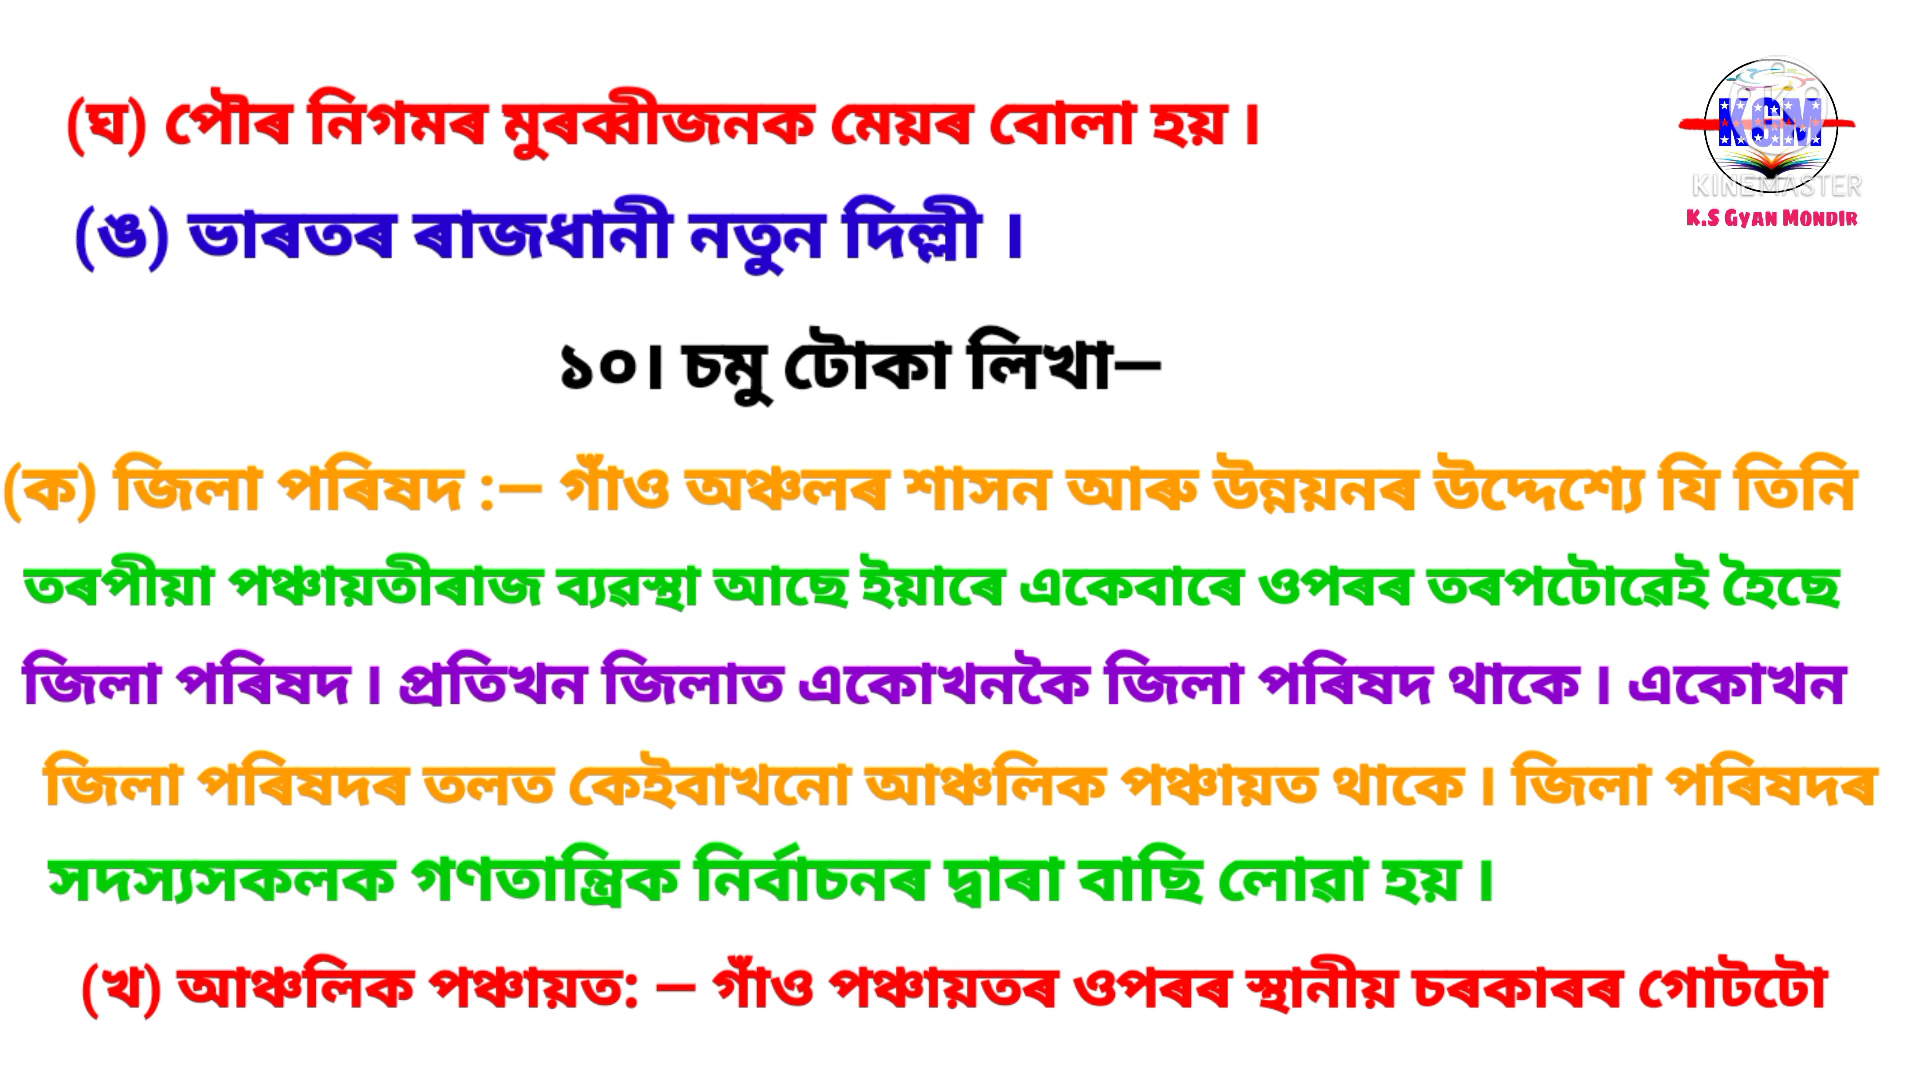 (ঘ) পৌৰ নিগমৰ মুৰব্বীজনক মেয়ৰ বোলা হয় ।
(ঙ) ভাৰতৰ ৰাজধানী নতুন দিল্লী ।
১০। চমু টোকা লিখা—
(ক) জিলা পৰিষদ :— গাঁও অঞ্চলৰ শাসন আৰু উন্নয়নৰ উদ্দেশ্যে যি তিনি
তৰপীয়া পঞ্চায়তীৰাজ ব্যৱস্থা আছে ইয়াৰে একেবাৰে ওপৰৰ তৰপটোৱেই হৈছে
জিলা পৰিষদ । প্ৰতিখন জিলাত একোখনকৈ জিলা পৰিষদ থাকে । একোখন
জিলা পৰিষদৰ তলত কেইবাখনো আঞ্চলিক পঞ্চায়ত থাকে । জিলা পৰিষদৰ
সদস্যসকলক গণতান্ত্ৰিক নিৰ্বাচনৰ দ্বাৰা বাছি লোৱা হয় ।
(খ) আঞ্চলিক পঞ্চায়ত: — গাঁও পঞ্চায়তৰ ওপৰৰ স্থানীয় চৰকাৰৰ গোটটো
KGM
KINEMASTER
K.S GYAN MONDIR